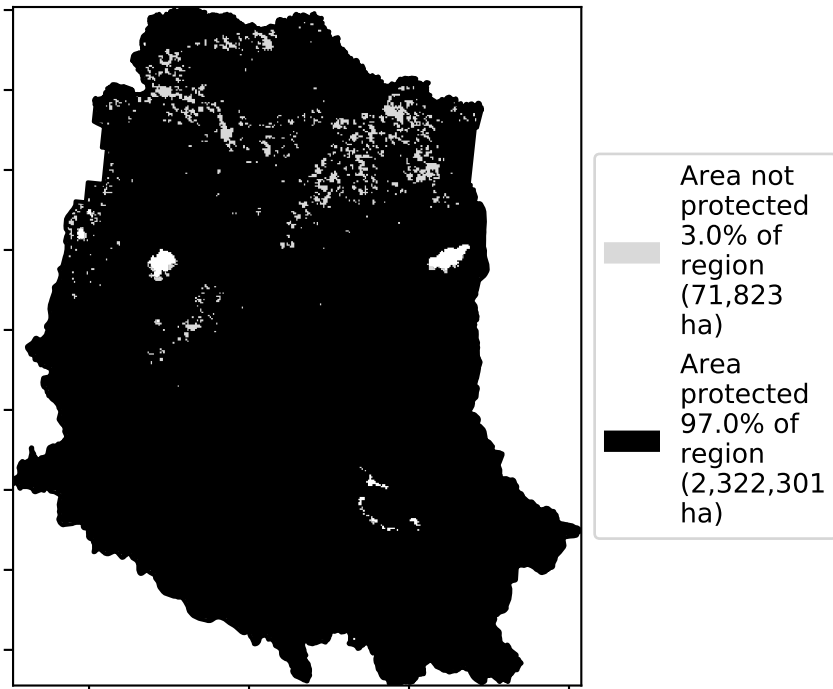 Area not
protected
3.0% of
region
(71,823
ha)
Area
protected
97.0% of
region
(2,322,301
ha)